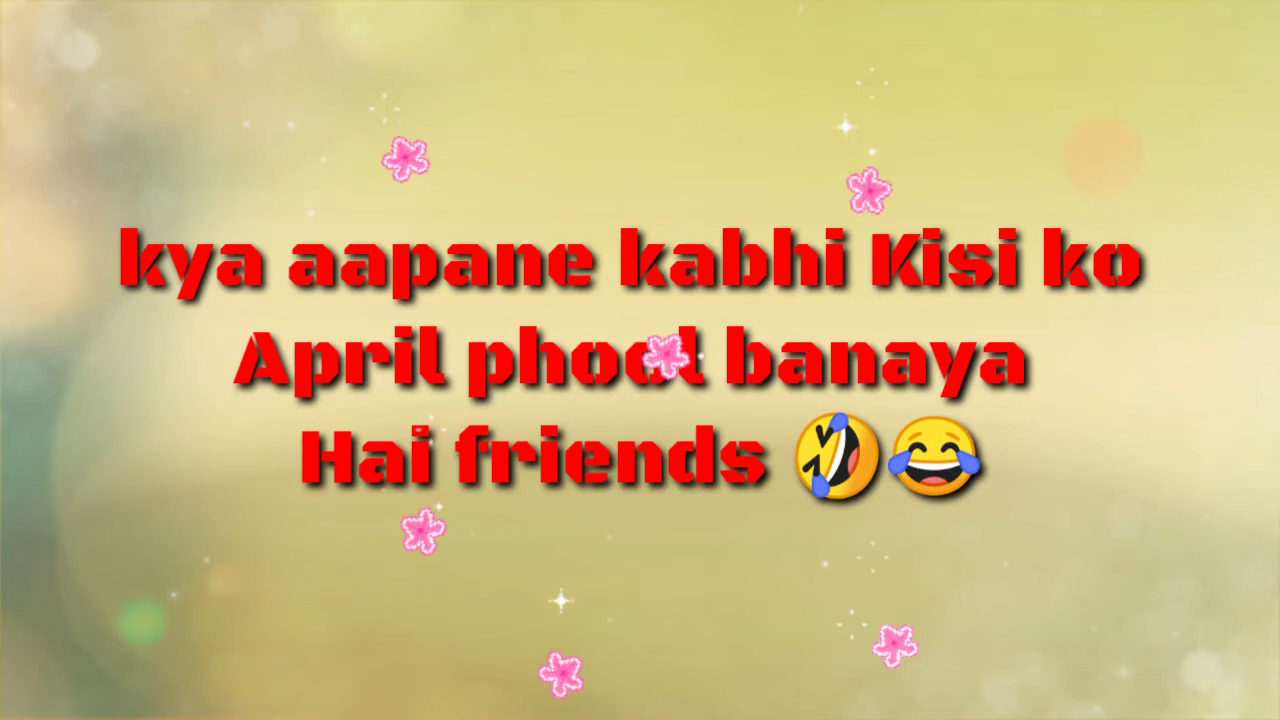 kya aapane kabhi Kisi ko
April phool banaya
Hai friends 🤣😂